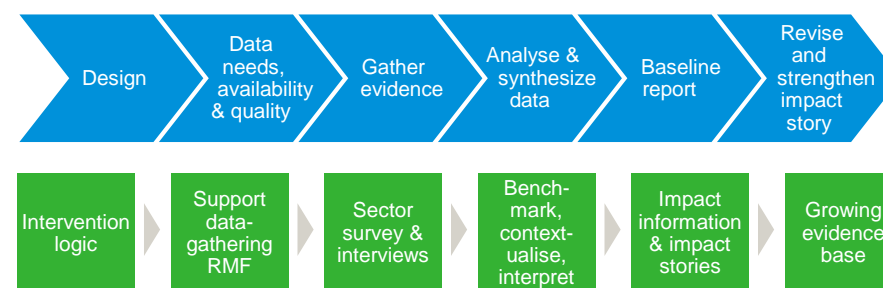 Design
Data
needs,
availability
& quality
Gather
evidence
Analyse &
synthesize
data
Baseline
report
Revise
and
strengthen
impact
story
Intervention
logic
Support
data-
gathering
RMF
Sector
survey &
interviews
Bench-
mark,
context-
ualise,
interpret
Impact
information
& impact
stories
Growing
evidence
base